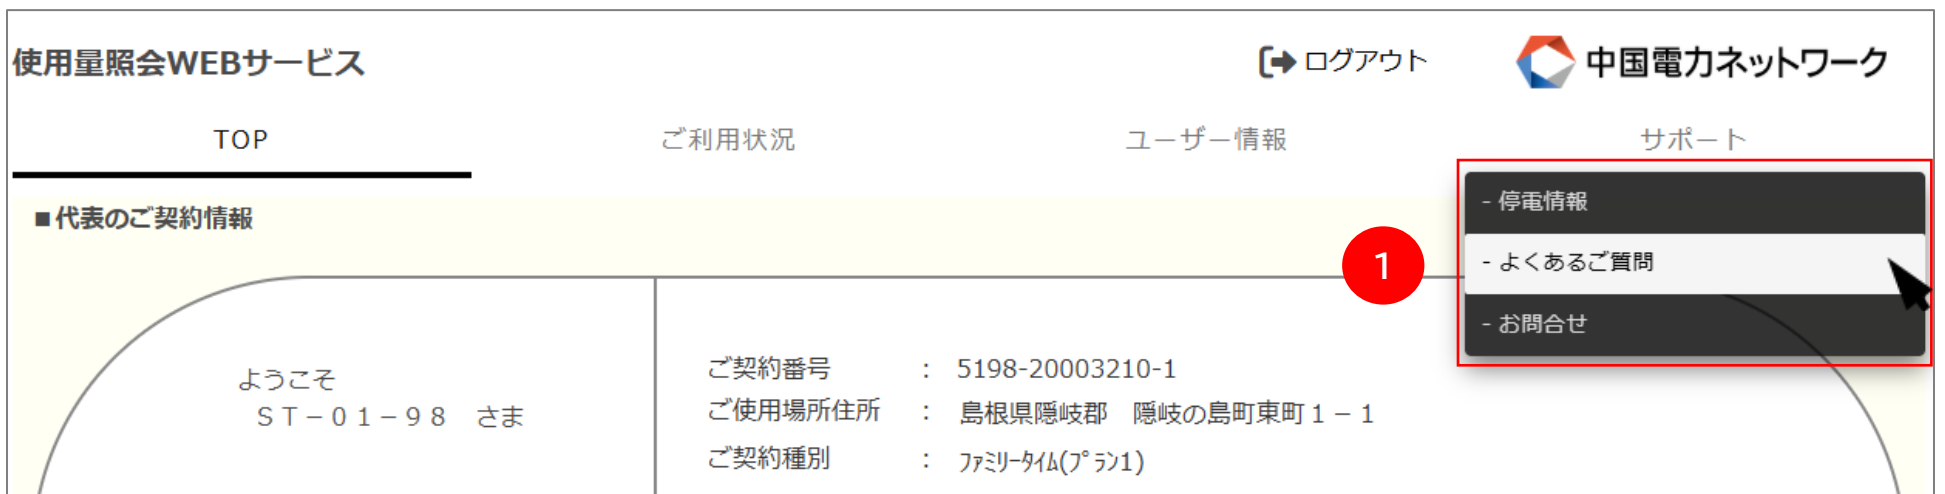 使用量照会WEBサービス
ログアウト
中国電力ネットワーク
TOP
ご利用状況
ユーザー情報
サポート
- 停電情報
- よくあるご質問
- お問合せ
1
■代表のご契約情報
ようこそ
ST-01-98 さま
ご契約番号 : 5198-20003210-1
ご使用場所住所 : 島根県隠岐郡 隠岐の島町東町1-1
ご契約種別 : ファミリータイム(プラン1)